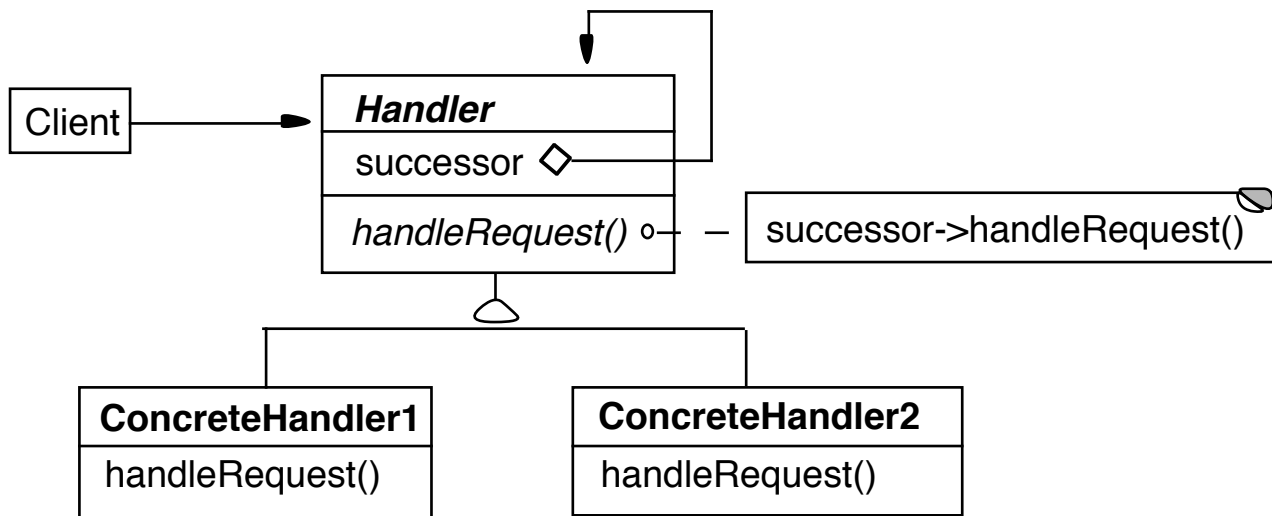 Handler
Client
successor
handleRequest()
successor->handleRequest()
ConcreteHandler1
handleRequest()
ConcreteHandler2
handleRequest()